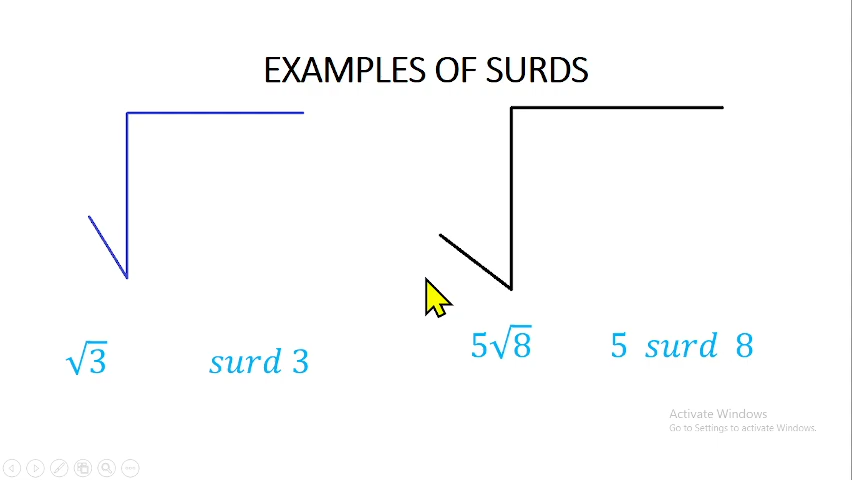 EXAMPLES OF SURDS
√3 surd 3
5√8 5 surd 8
Activate Windows
Go to Settings to activate Windows.